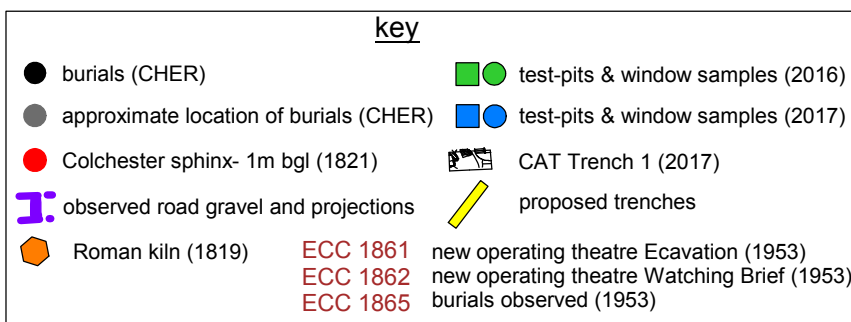 key
burials (CHER)
test-pits & window samples (2016)
approximate location of burials (CHER)
test-pits & window samples (2017)
Colchester sphinx- 1m bgl (1821)
CAT Trench 1 (2017)
observed road gravel and projections
proposed trenches
Roman kiln (1819)
ECC 1861 new operating theatre Ecavation (1953)
ECC 1862 new operating theatre Watching Brief (1953)
ECC 1865 burials observed (1953)